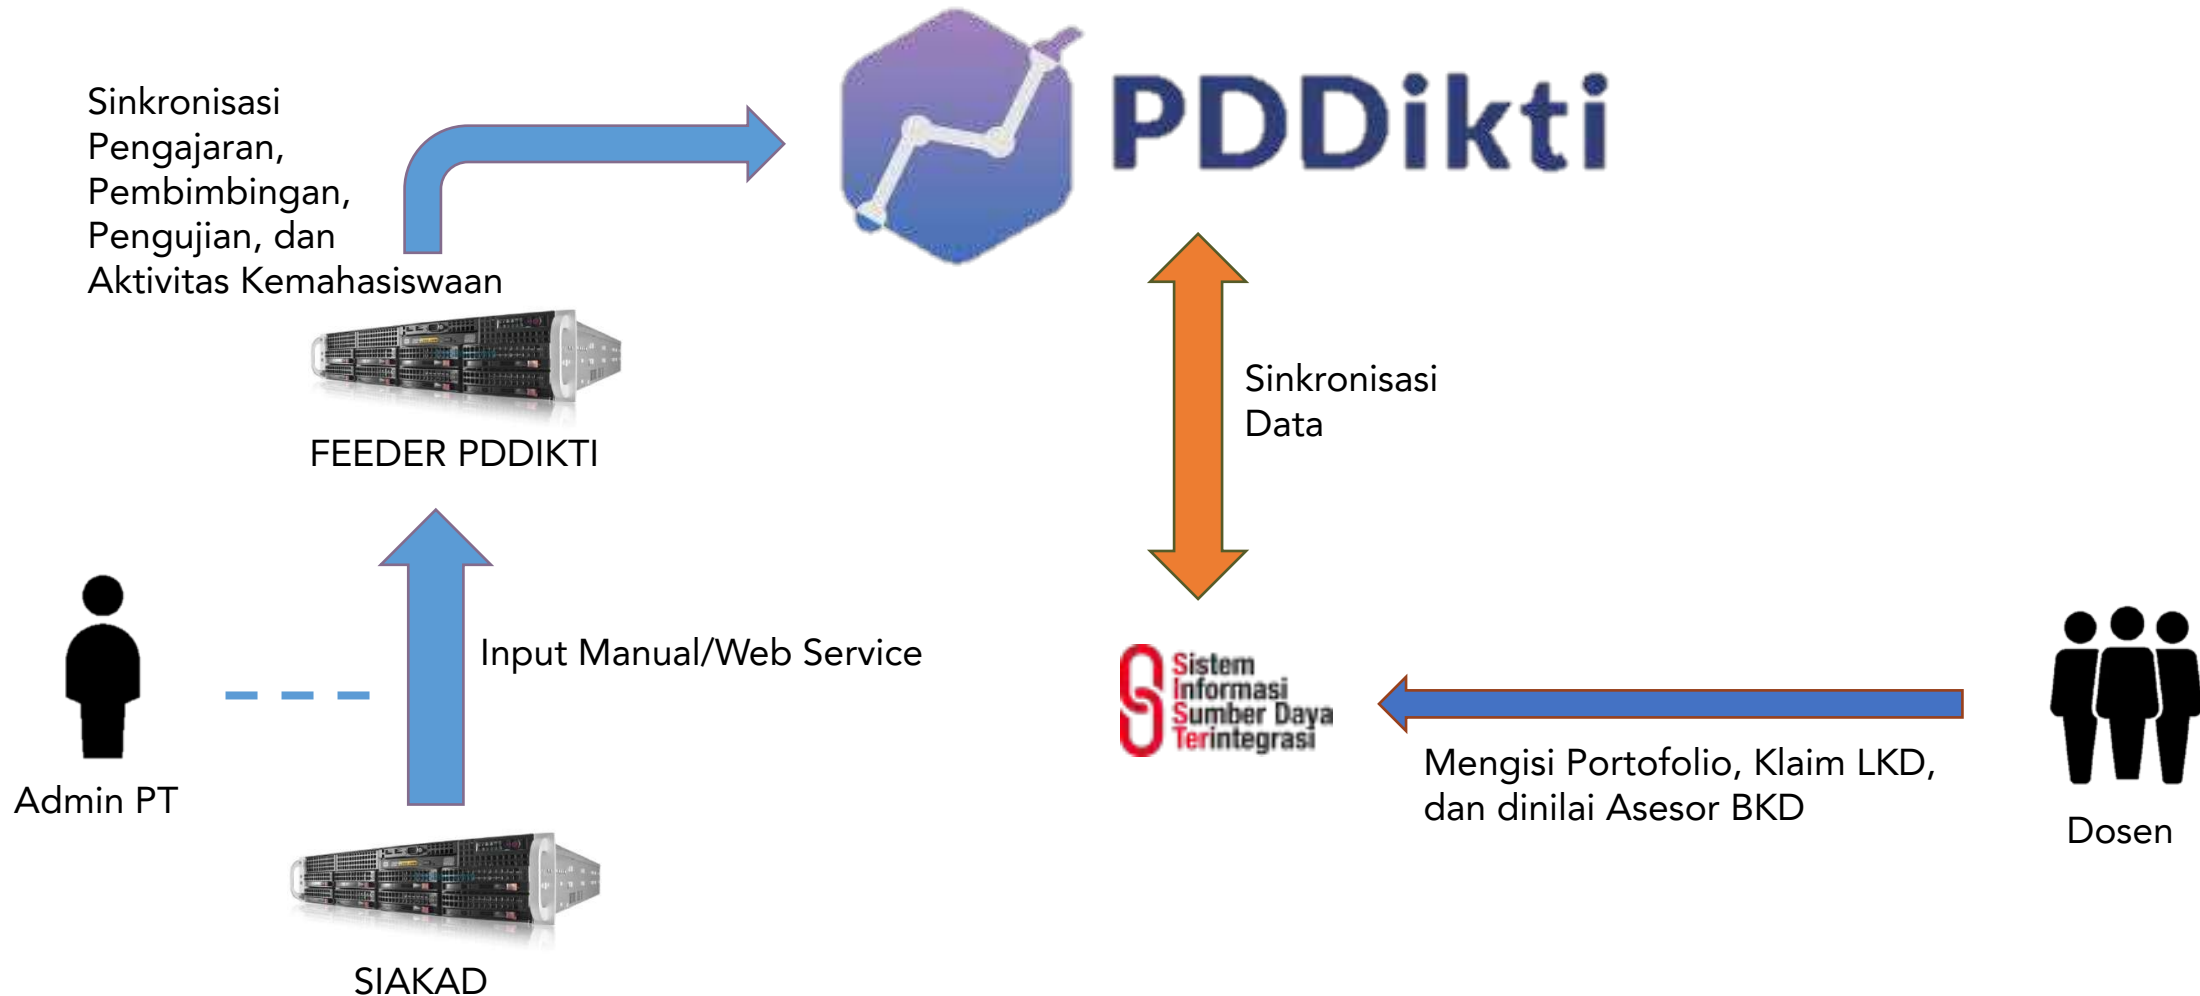 Sinkronisasi
Pengajaran,
Pembimbingan,
Pengujian, dan
Aktivitas Kemahasiswaan
PDDikti
FEEDER PDDIKTI
Sinkronisasi
Data
Input Manual/Web Service
Admin PT
Sistem
Informasi
Sumber Daya
Terintegrasi
Mengisi Portofolio, Klaim LKD,
dan dinilai Asesor BKD
Dosen
SIAKAD